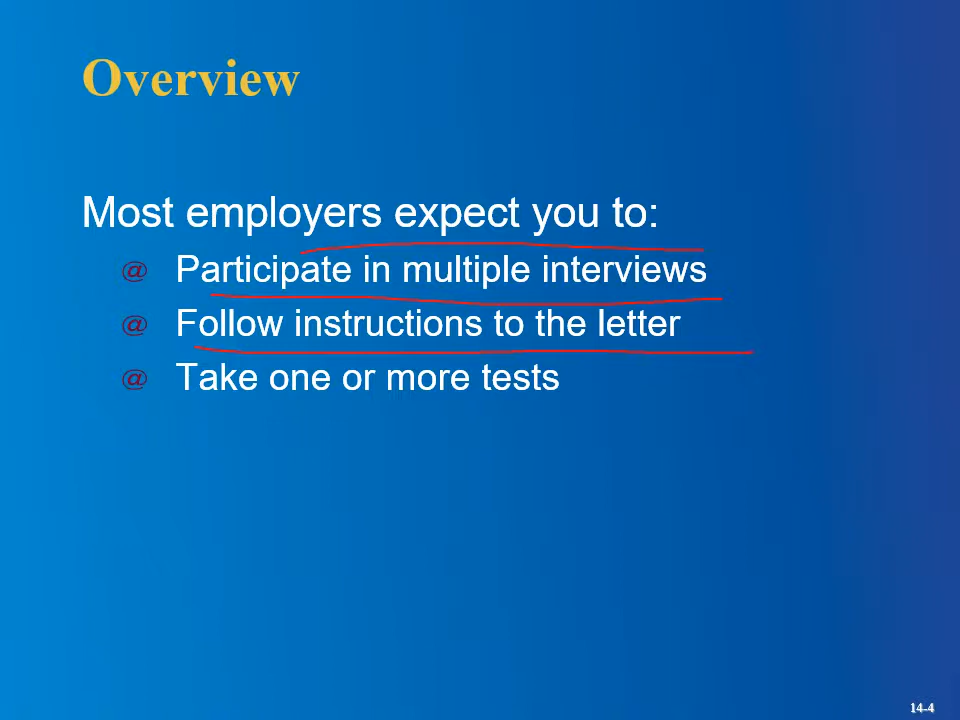 Overview
Most employers expect you to:
@ Participate in multiple interviews
@ Follow instructions to the letter
@ Take one or more tests
14-4